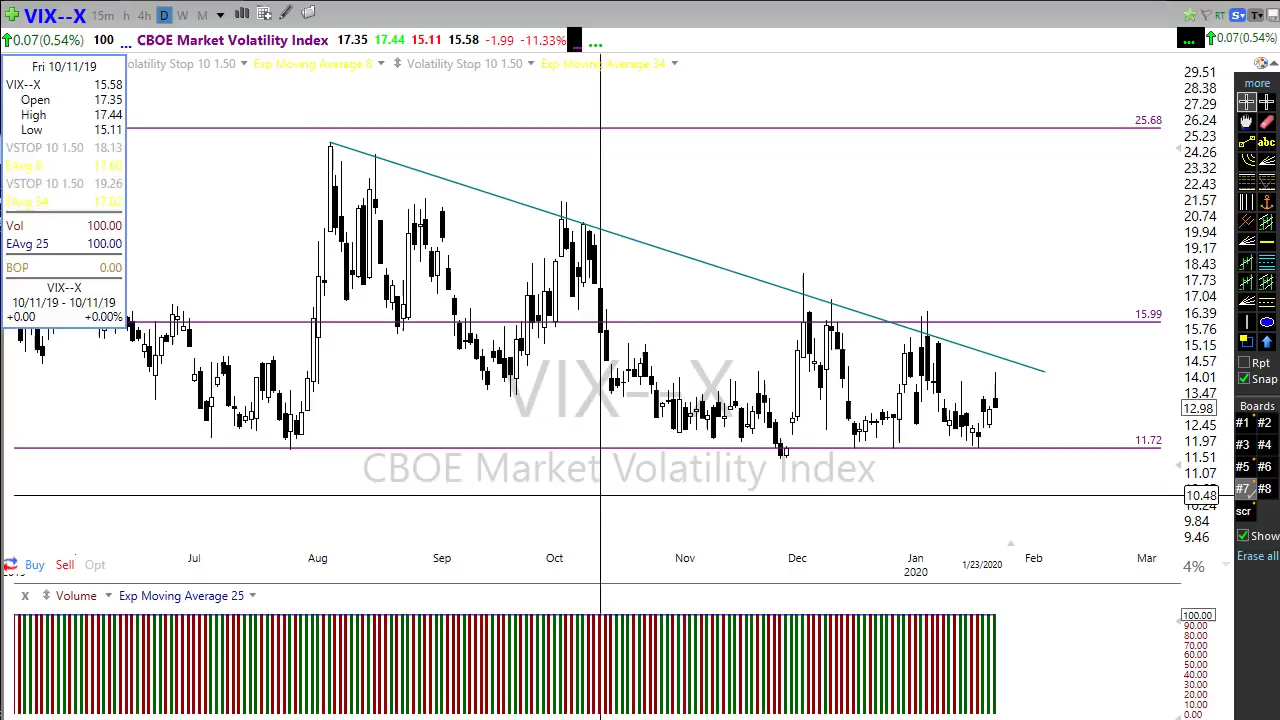 VIX--X 15m h 4h D W M RT S T
0.07(0.54%) 100 ... CBOE Market Volatility Index 17.35 17.44 15.11 15.58 -1.99 -11.33% ... ... 0.07(0.54%)
olatility Stop 10 1.50 Exp Moving Average 8 Volatility Stop 10 1.50 Exp Moving Average 34
Fri 10/11/19
VIX--X 15.58
Open 17.35
High 17.44
Low 15.11
VSTOP 10 1.50 18.13
EAvg 8 17.60
VSTOP 10 1.50 19.26
EAvg 34 17.02
Vol 100.00
EAvg 25 100.00
BOP 0.00
VIX--X
10/11/19 - 10/11/19
+0.00 +0.00%
25.68
15.99
11.72
VIX--X
CBOE Market Volatility Index
29.51
28.38
27.29
26.24
25.23
24.26
23.32
22.43
21.57
20.74
19.94
19.17
18.43
17.73
17.04
16.39
15.76
15.15
14.57
14.01
13.47
12.98
12.45
11.97
11.51
11.07
10.48
10.24
9.84
9.46
4%
more
abc
Rpt
Snap
Boards
#1 #2
#3 #4
#5 #6
#7 #8
scr
Show
Erase all
Jul Aug Sep Oct Nov Dec Jan 1/23/2020 Feb Mar
2020
Buy Sell Opt
x Volume Exp Moving Average 25
100.00
90.00
80.00
70.00
60.00
50.00
40.00
30.00
20.00
10.00
0.00